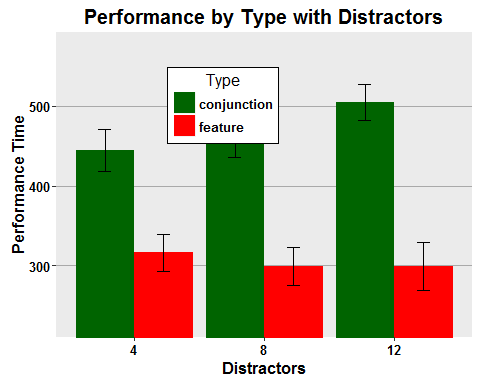 Performance by Type with Distractors
Type
conjunction
feature
Performance Time
500
400
300
4 8 12
Distractors